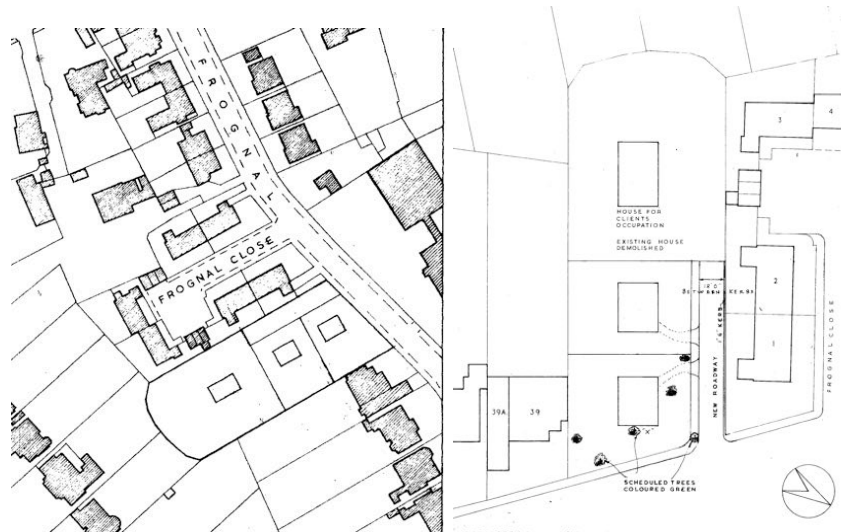 FROGNAL
FROGNAL CLOSE
3
4
HOUSE FOR
CLIENTS
OCCUPATION
EXISTING HOUSE
DEMOLISHED
2
1
NEW ROADWAY
FROGNAL CLOSE
39A
39
"X"
SCHEDULED TREES
COLOURED GREEN